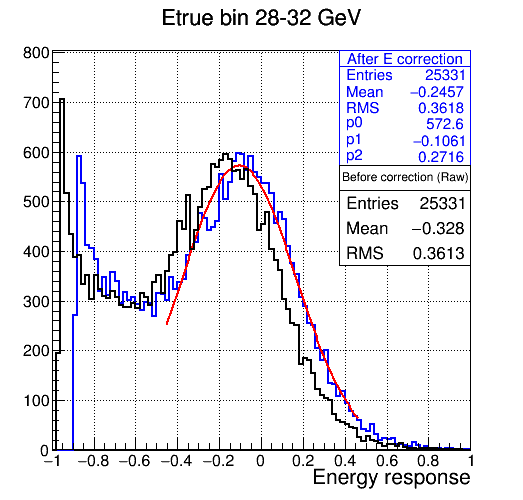 Etrue bin 28-32 GeV
After E correction
Entries 25331
Mean −0.2457
RMS 0.3618
p0 572.6
p1 −0.1061
p2 0.2716
Before correction (Raw)
Entries 25331
Mean −0.328
RMS 0.3613
800
700
600
500
400
300
200
100
0
−1 −0.8 −0.6 −0.4 −0.2 0 0.2 0.4 0.6 0.8 1
Energy response